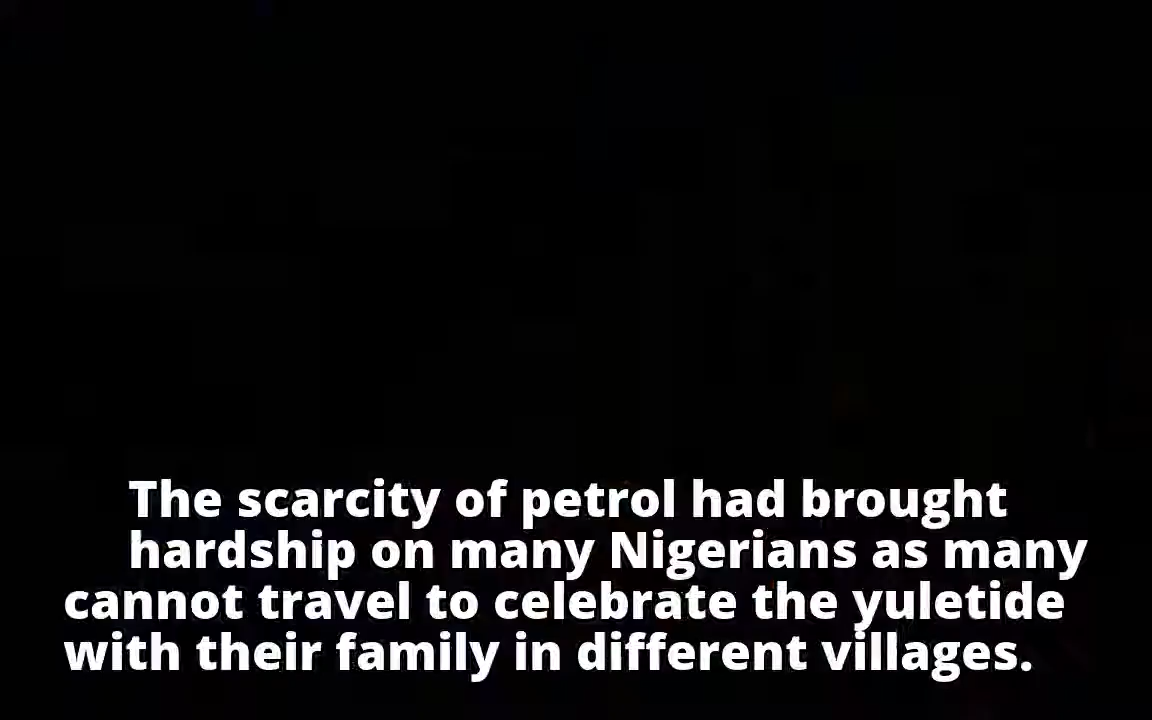 The scarcity of petrol had brought
hardship on many Nigerians as many
cannot travel to celebrate the yuletide
with their family in different villages.